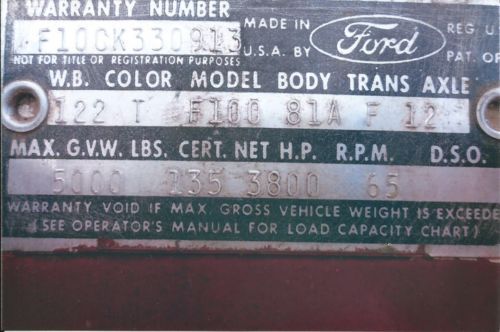 WARRANTY NUMBER
MADE IN
U.S.A. BY
Ford
REG U
PAT. O
F10CK330913
NOT FOR TITLE OR REGISTRATION PURPOSES
W.B. COLOR MODEL BODY TRANS AXLE
122 T F100 81A F 12
MAX. G.V.W. LBS. CERT. NET H.P. R.P.M. D.S.O.
5000 135 3800 65
WARRANTY VOID IF MAX. GROSS VEHICLE WEIGHT IS EXCEEDE
(SEE OPERATOR'S MANUAL FOR LOAD CAPACITY CHART)